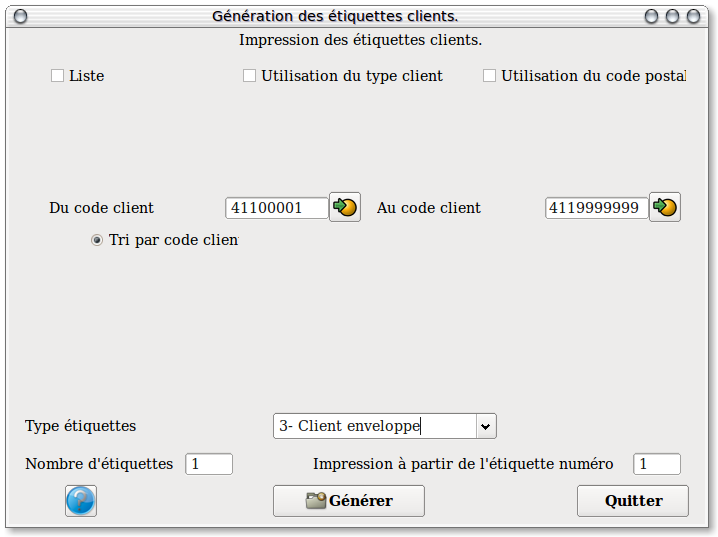 Génération des étiquettes clients.
Impression des étiquettes clients.
Liste Utilisation du type client Utilisation du code postal
Du code client 41100001 Au code client 4119999999
Tri par code clien
Type étiquettes 3- Client enveloppe
Nombre d'étiquettes 1 Impression à partir de l'étiquette numéro 1
Générer Quitter